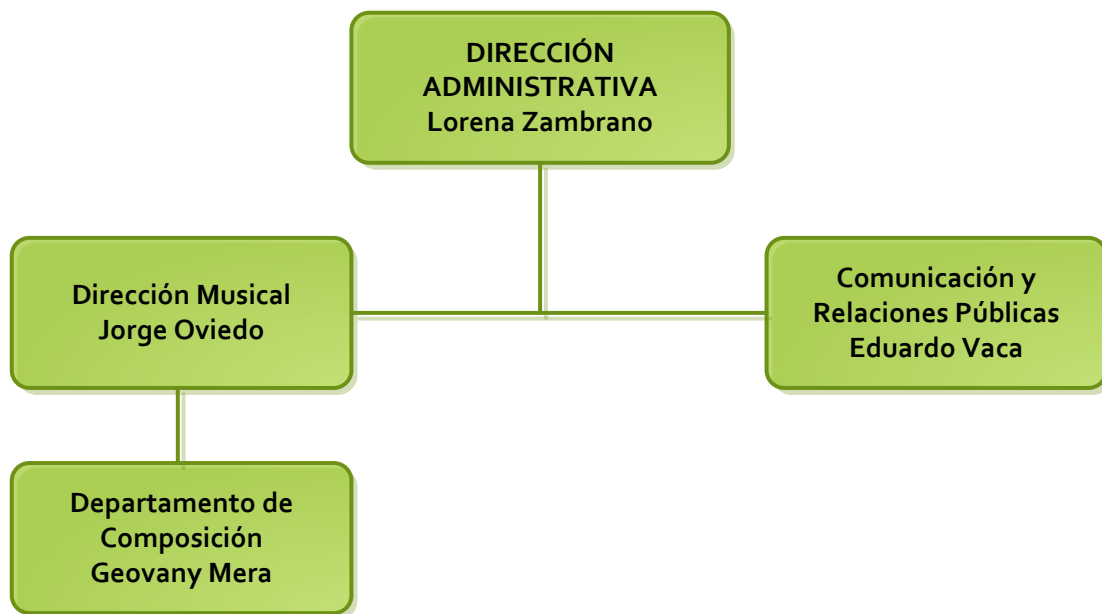 DIRECCIÓN
ADMINISTRATIVA
Lorena Zambrano
Dirección Musical
Jorge Oviedo
Comunicación y
Relaciones Públicas
Eduardo Vaca
Departamento de
Composición
Geovany Mera